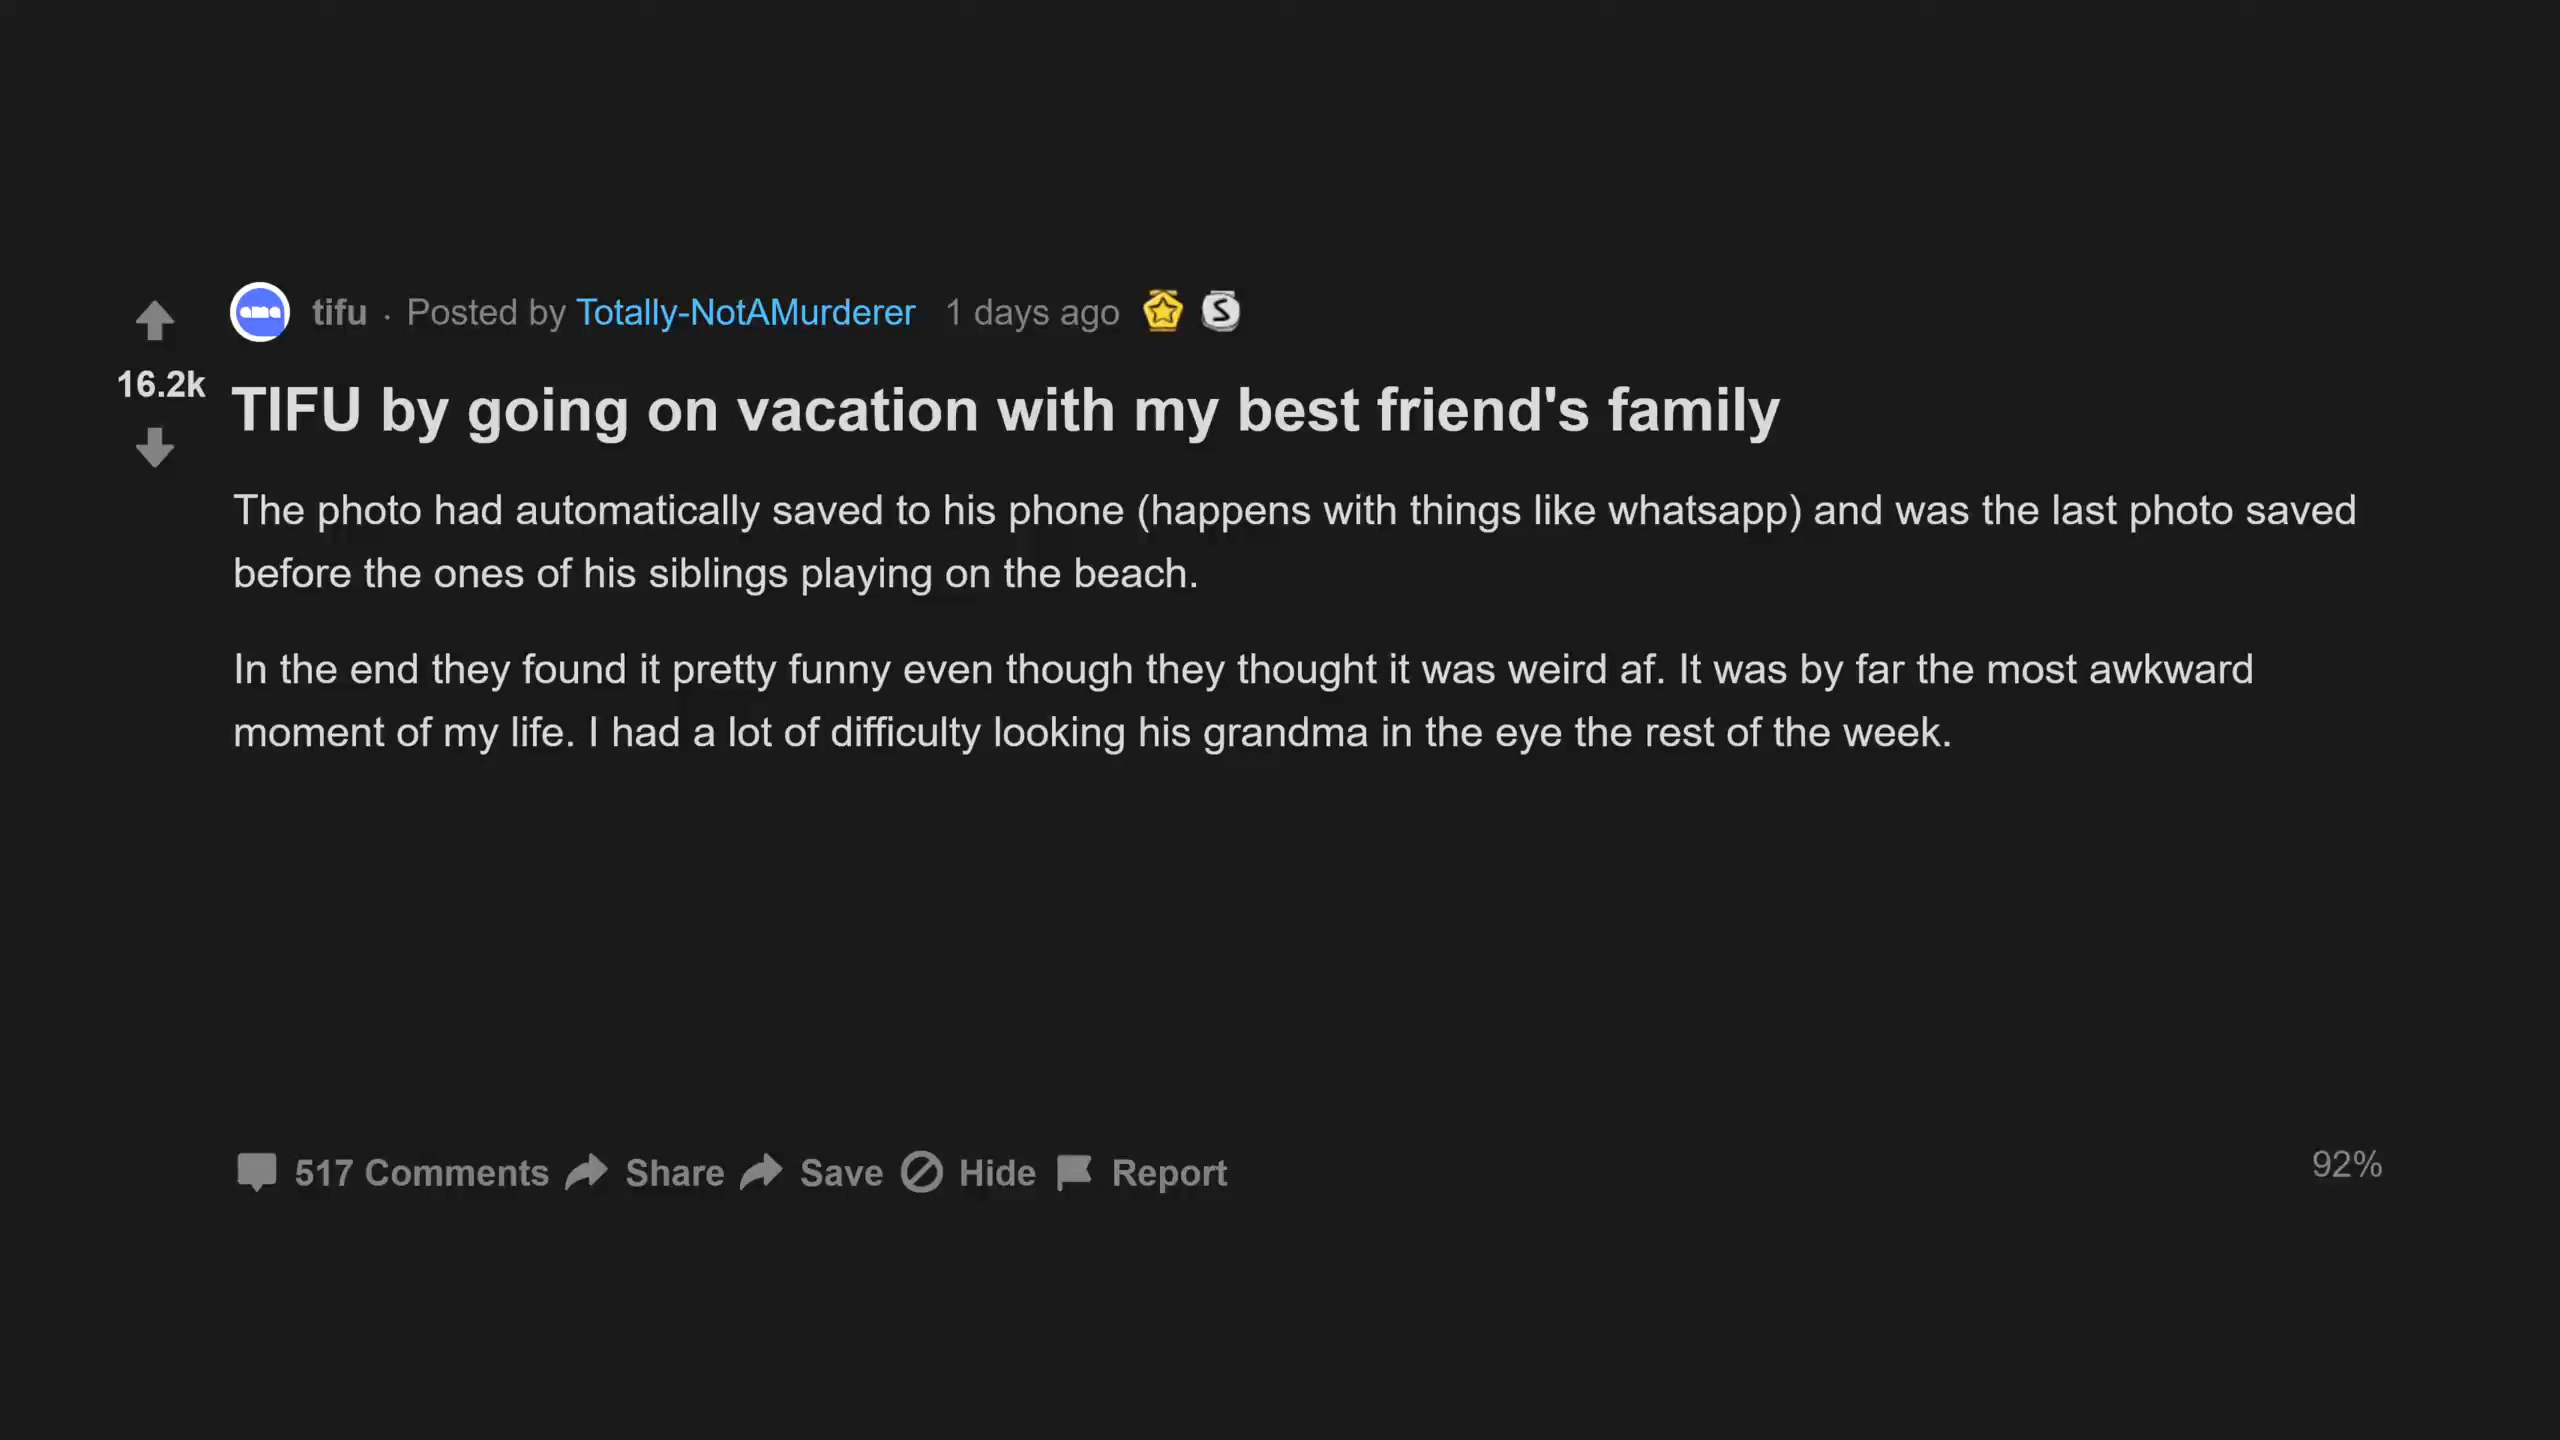 tifu · Posted by Totally-NotAMurderer 1 days ago
16.2k
TIFU by going on vacation with my best friend's family
The photo had automatically saved to his phone (happens with things like whatsapp) and was the last photo saved
before the ones of his siblings playing on the beach.
In the end they found it pretty funny even though they thought it was weird af. It was by far the most awkward
moment of my life. I had a lot of difficulty looking his grandma in the eye the rest of the week.
517 Comments Share Save Hide Report 92%